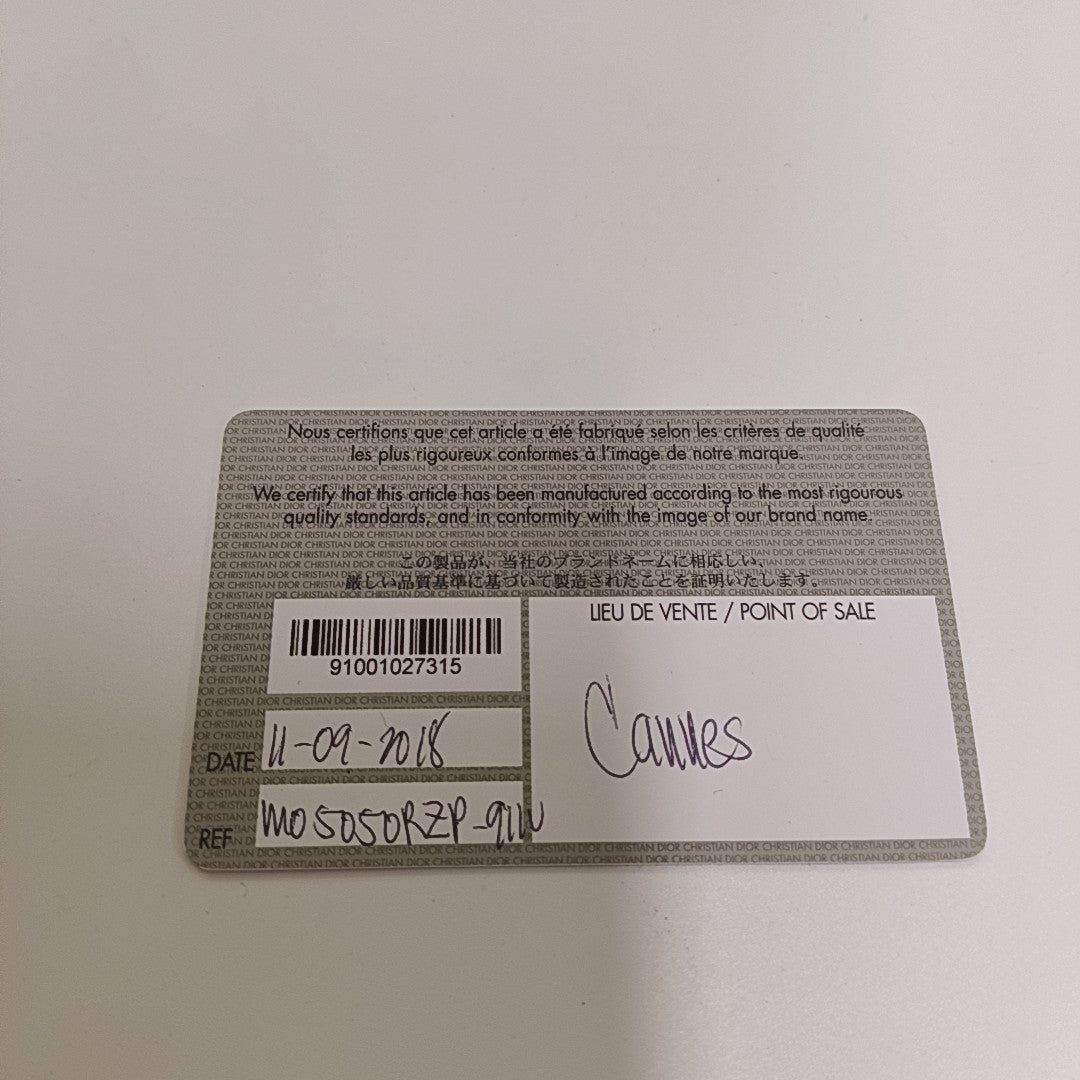 Nous certifions que cet article a été fabriqué selon les critères de qualité
les plus rigoureux conformes à l'image de notre marque.
We certify that this article has been manufactured according to the most rigourous
quality standards, and in conformity with the image of our brand name.
この製品が、当社のブランドネームに相応しい、
厳しい品質基準に基づいて製造されたことを証明いたします。
91001027315
LIEU DE VENTE / POINT OF SALE
Cannes
DATE 11-09-2018
REF M05050RZP-911U